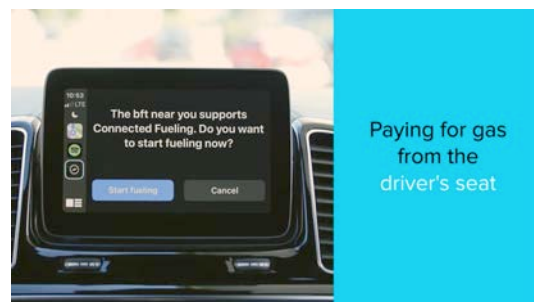 10:53
LTE
The bft near you supports
Connected Fueling. Do you want
to start fueling now?
Start fueling
Cancel
Paying for gas
from the
driver's seat